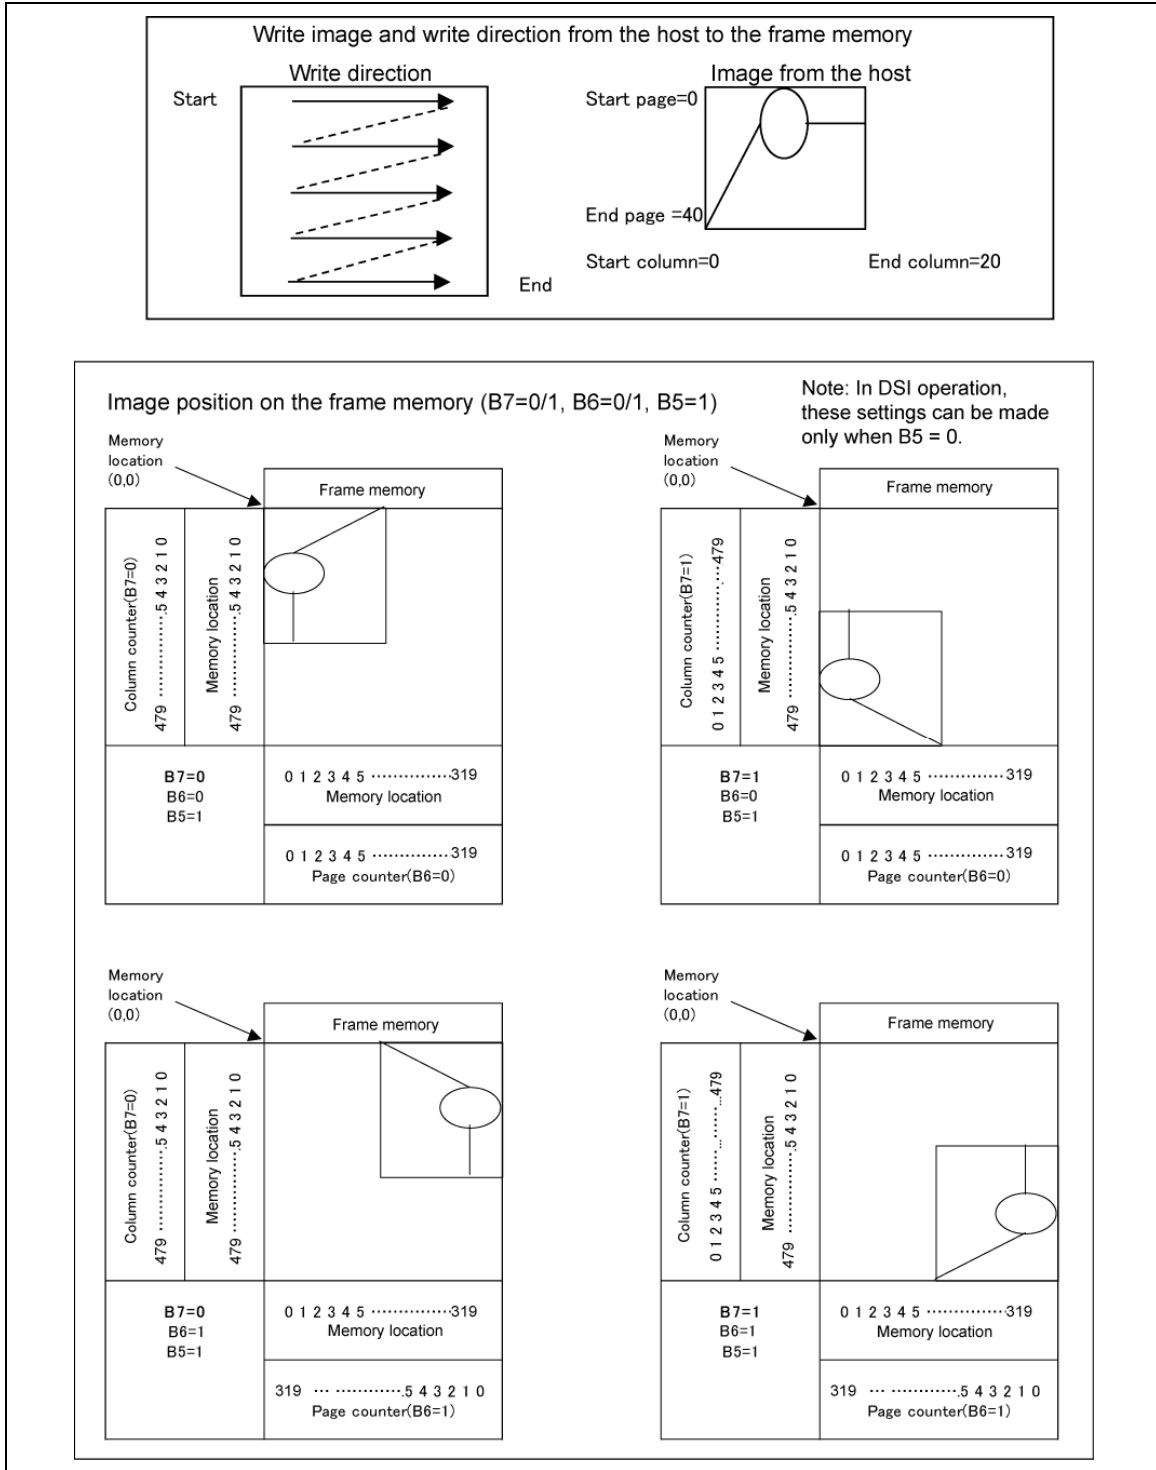 Write image and write direction from the host to the frame memory
Write direction
Start
End
Image from the host
Start page=0
End page =40
Start column=0
End column=20
Image position on the frame memory (B7=0/1, B6=0/1, B5=1)
Note: In DSI operation,
these settings can be made
only when B5 = 0.
Memory
location
(0,0)
Frame memory
Column counter(B7=0)
479 ··············.5 4 3 2 1 0
Memory location
479 ··············.5 4 3 2 1 0
B7=0
B6=0
B5=1
0 1 2 3 4 5 ··············319
Memory location
0 1 2 3 4 5 ··············319
Page counter(B6=0)
Memory
location
(0,0)
Frame memory
Column counter(B7=1)
0 1 2 3 4 5 ··············.···479
Memory location
479 ··············.5 4 3 2 1 0
B7=1
B6=0
B5=1
0 1 2 3 4 5 ··············319
Memory location
0 1 2 3 4 5 ··············319
Page counter(B6=0)
Memory
location
(0,0)
Frame memory
Column counter(B7=0)
479 ··············.5 4 3 2 1 0
Memory location
479 ··············.5 4 3 2 1 0
B7=0
B6=1
B5=1
0 1 2 3 4 5 ··············319
Memory location
319 ··· ············.5 4 3 2 1 0
Page counter(B6=1)
Memory
location
(0,0)
Frame memory
Column counter(B7=1)
0 1 2 3 4 5 ······...······...479
Memory location
479 ··············.5 4 3 2 1 0
B7=1
B6=1
B5=1
0 1 2 3 4 5 ··············319
Memory location
319 ··· ············.5 4 3 2 1 0
Page counter(B6=1)